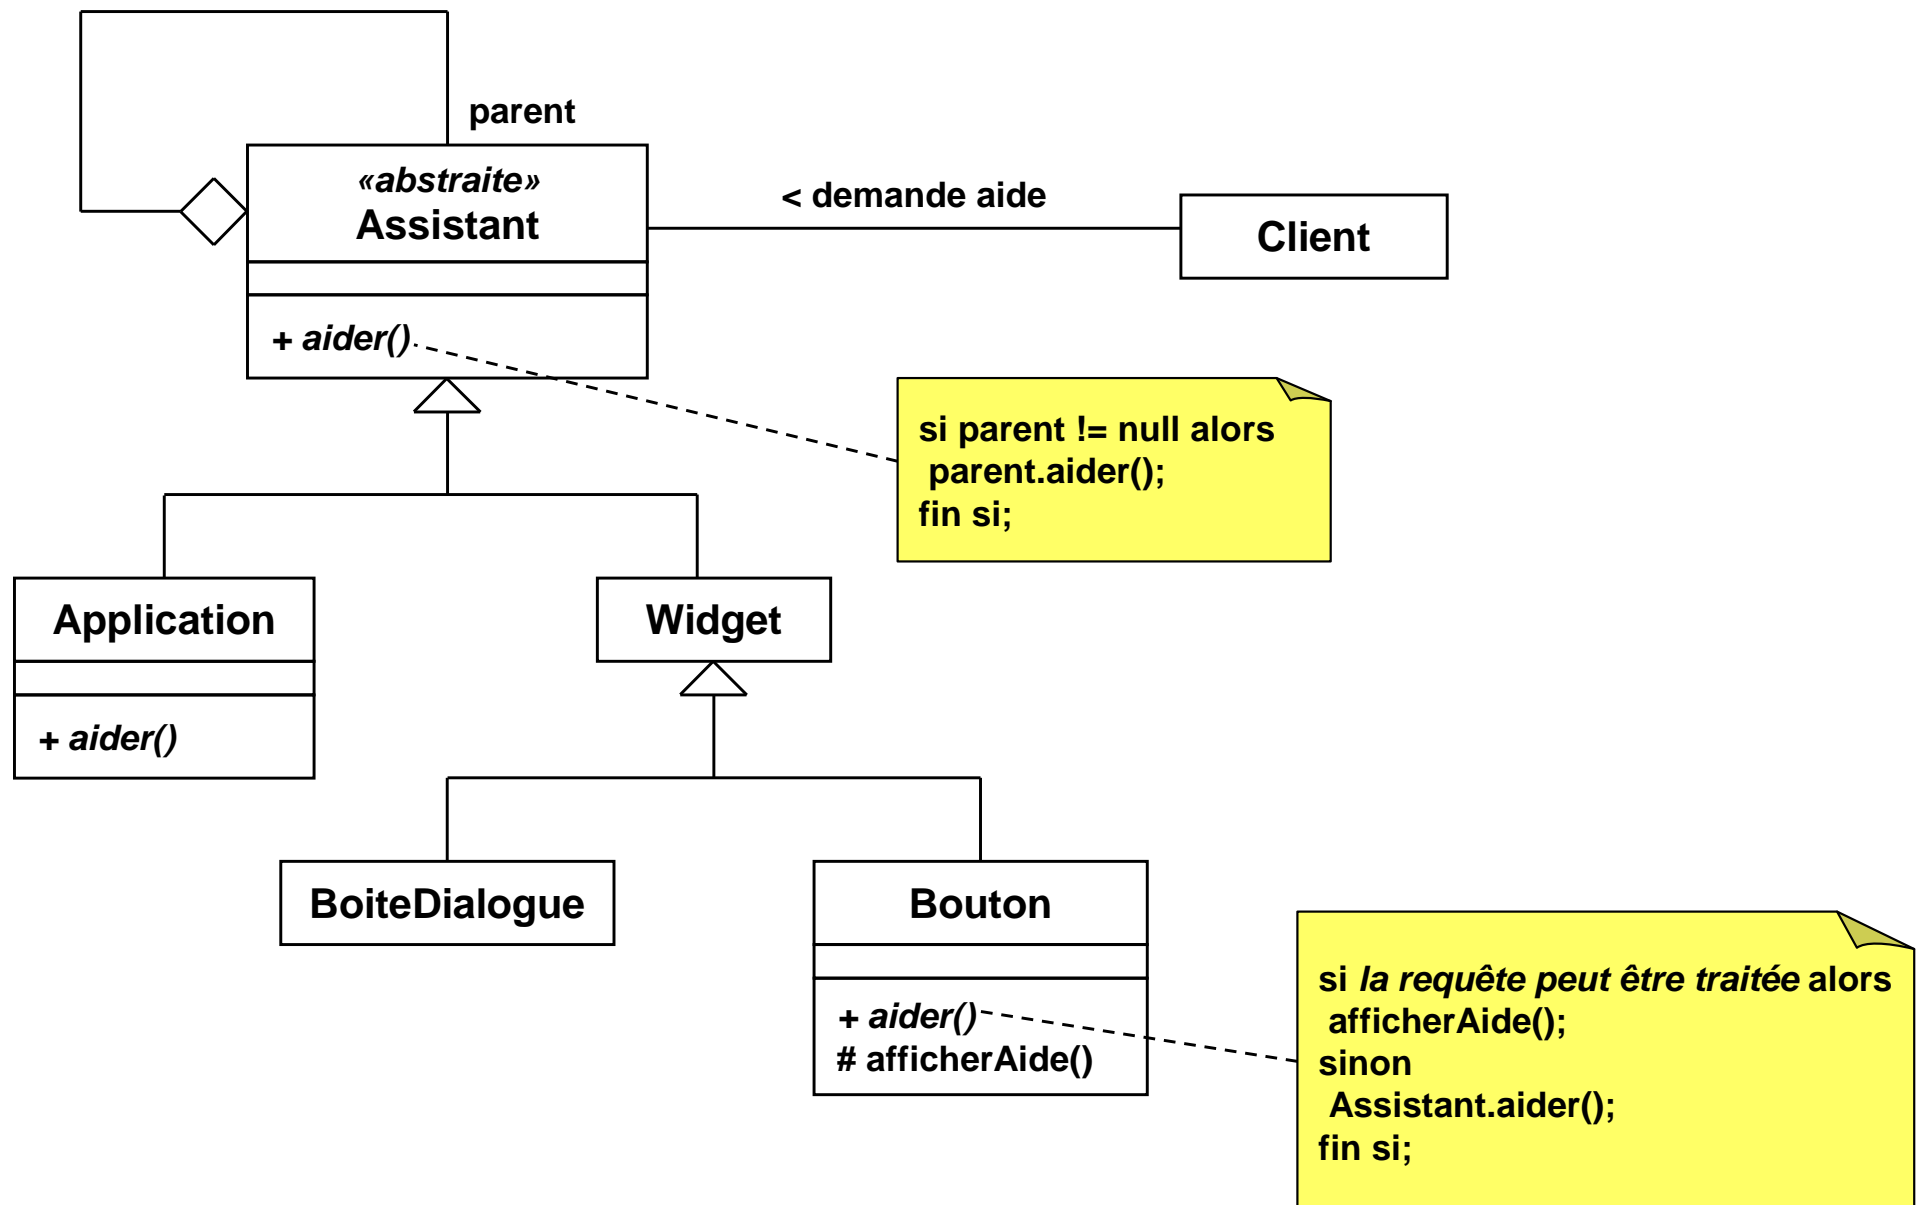 parent
«abstraite»
Assistant
< demande aide
Client
+ aider()
si parent != null alors
parent.aider();
fin si;
Application
Widget
+ aider()
BoiteDialogue
Bouton
+ aider()
# afficherAide()
si la requête peut être traitée alors
afficherAide();
sinon
Assistant.aider();
fin si;